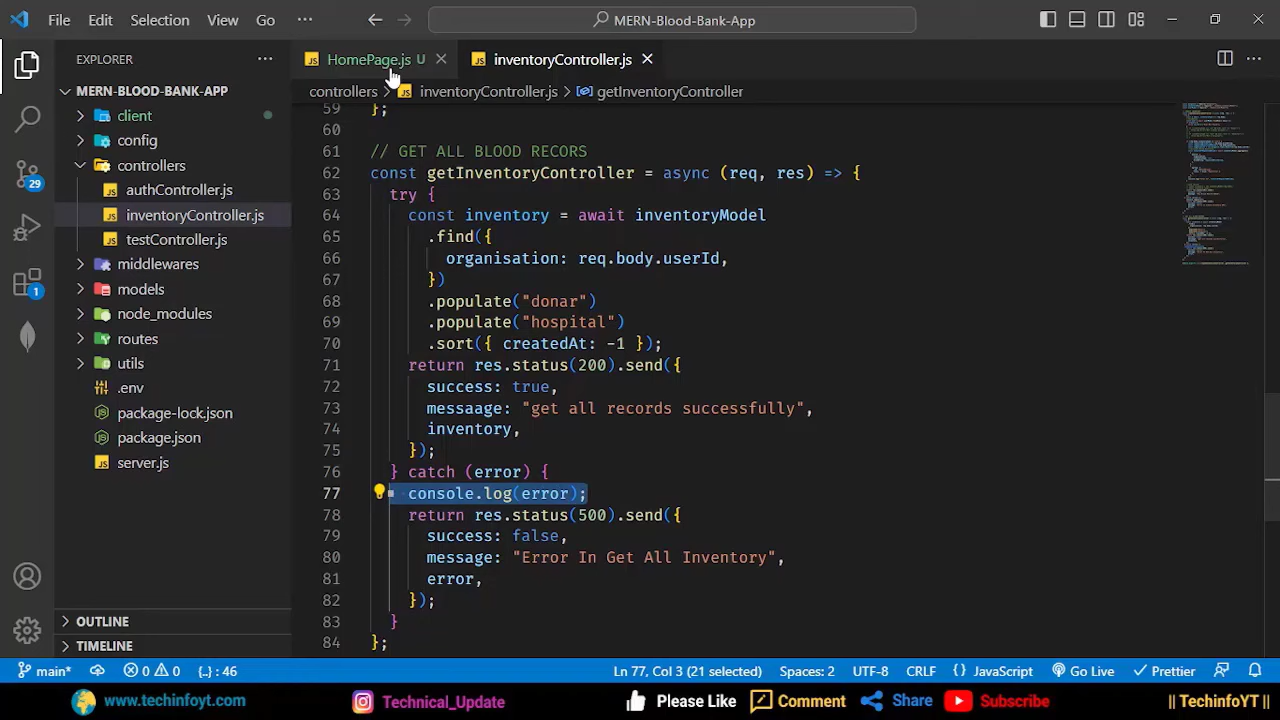 File Edit Selection View Go ··· MERN-Blood-Bank-App
EXPLORER ···
MERN-BLOOD-BANK-APP
client
config
controllers
authController.js
inventoryController.js
testController.js
middlewares
models
node_modules
routes
utils
.env
package-lock.json
package.json
server.js
OUTLINE
TIMELINE
29
1
HomePage.js U
inventoryController.js
controllers > inventoryController.js > getInventoryController
59 };
60
61 // GET ALL BLOOD RECORS
62 const getInventoryController = async (req, res) => {
63 try {
64 const inventory = await inventoryModel
65 .find({
66 organisation: req.body.userId,
67 })
68 .populate("donar")
69 .populate("hospital")
70 .sort({ createdAt: -1 });
71 return res.status(200).send({
72 success: true,
73 messaage: "get all records successfully",
74 inventory,
75 });
76 } catch (error) {
77 console.log(error);
78 return res.status(500).send({
79 success: false,
80 message: "Error In Get All Inventory",
81 error,
82 });
83 }
84 };
main* 0 0 {..} : 46 Ln 77, Col 3 (21 selected) Spaces: 2 UTF-8 CRLF {} JavaScript Go Live Prettier
www.techinfoyt.com Technical_Update Please Like Comment Share Subscribe || TechinfoYT ||